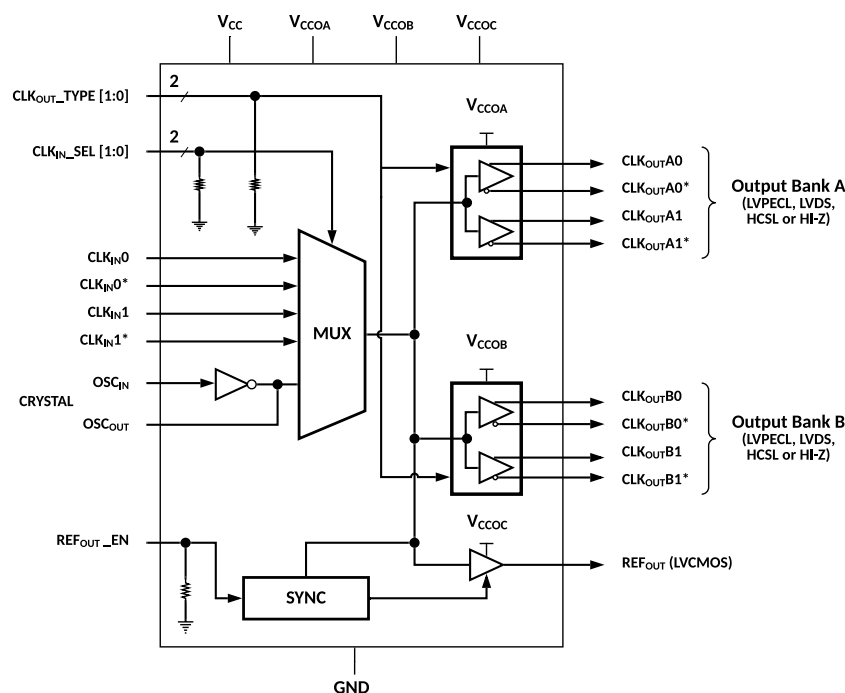 VCC VCCOA VCCOB VCCOC
CLKOUT_TYPE [1:0]
2
CLKIN_SEL [1:0]
2
VCCOA
CLKOUTA0
CLKOUTA0*
CLKOUTA1
CLKOUTA1*
Output Bank A
(LVPECL, LVDS,
HCSL or HI-Z)
CLKIN0
CLKIN0*
CLKIN1
CLKIN1*
MUX
OSCIN
CRYSTAL
OSCOUT
VCCOB
CLKOUTB0
CLKOUTB0*
CLKOUTB1
CLKOUTB1*
Output Bank B
(LVPECL, LVDS,
HCSL or HI-Z)
REFOUT_EN
SYNC
VCCOC
REFOUT (LVCMOS)
GND